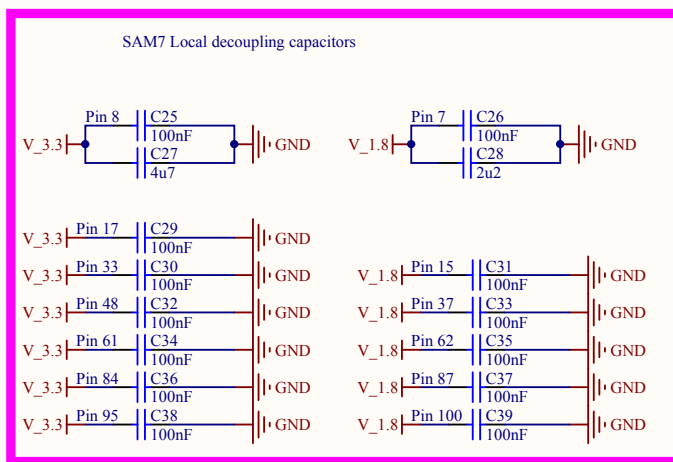 SAM7 Local decoupling capacitors
Pin 8 C25
100nF
V_3.3 GND
C27
4u7
Pin 7 C26
100nF
V_1.8 GND
C28
2u2
V_3.3 Pin 17 C29 GND
100nF
V_3.3 Pin 33 C30 GND
100nF
V_3.3 Pin 48 C32 GND
100nF
V_3.3 Pin 61 C34 GND
100nF
V_3.3 Pin 84 C36 GND
100nF
V_3.3 Pin 95 C38 GND
100nF
V_1.8 Pin 15 C31 GND
100nF
V_1.8 Pin 37 C33 GND
100nF
V_1.8 Pin 62 C35 GND
100nF
V_1.8 Pin 87 C37 GND
100nF
V_1.8 Pin 100 C39 GND
100nF